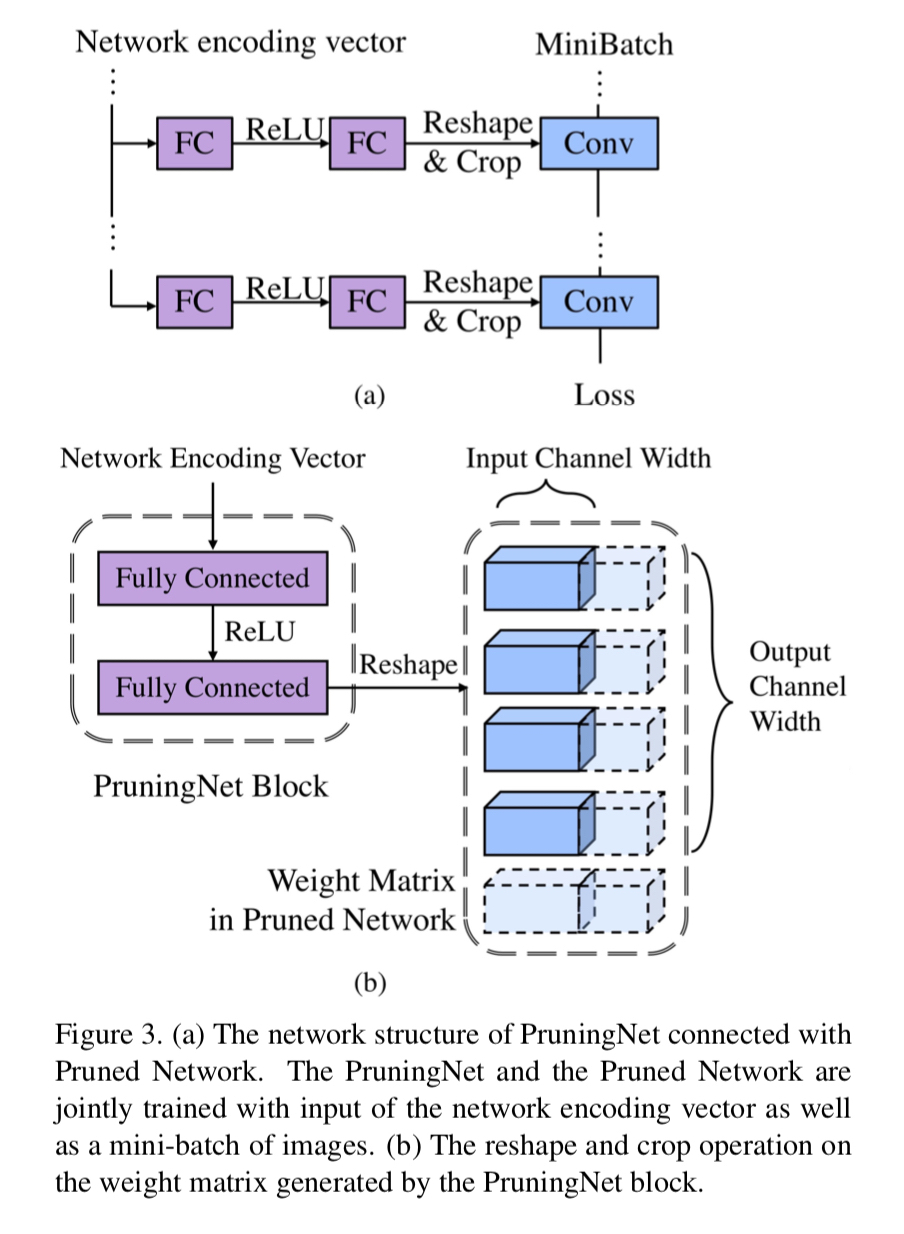 Network encoding vector
MiniBatch
FC
ReLU
FC
Reshape
& Crop
Conv
FC
ReLU
FC
Reshape
& Crop
Conv
(a)
Loss
Network Encoding Vector
Input Channel Width
Fully Connected
ReLU
Fully Connected
Reshape
Output
Channel
Width
PruningNet Block
Weight Matrix
in Pruned Network
(b)
Figure 3. (a) The network structure of PruningNet connected with
Pruned Network. The PruningNet and the Pruned Network are
jointly trained with input of the network encoding vector as well
as a mini-batch of images. (b) The reshape and crop operation on
the weight matrix generated by the PruningNet block.